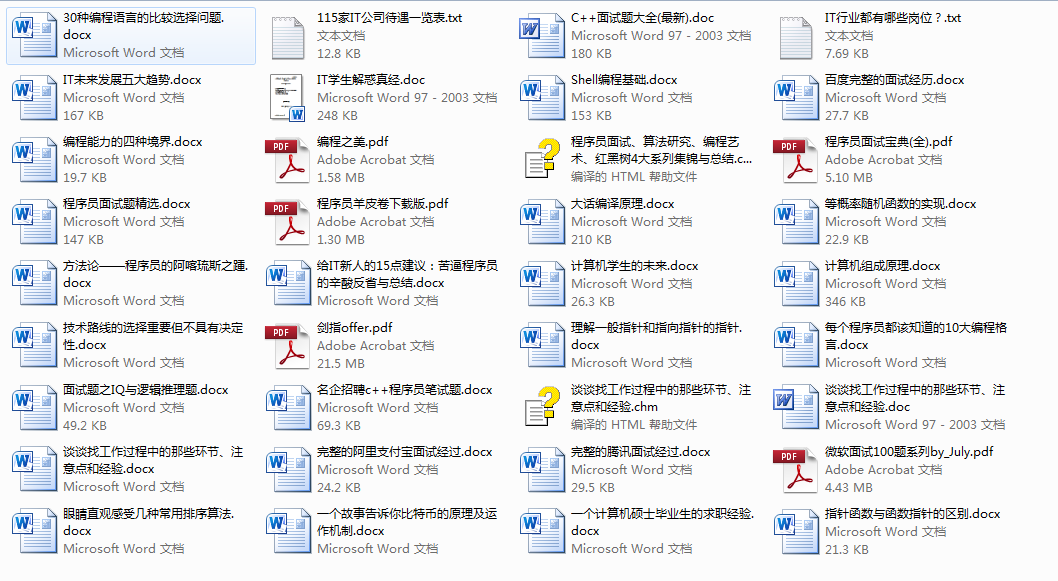 30种编程语言的比较选择问题.
docx
Microsoft Word 文档
115家IT公司待遇一览表.txt
文本文档
12.8 KB
C++面试题大全(最新).doc
Microsoft Word 97 - 2003 文档
180 KB
IT行业都有哪些岗位？.txt
文本文档
7.69 KB
IT未来发展五大趋势.docx
Microsoft Word 文档
167 KB
IT学生解惑真经.doc
Microsoft Word 97 - 2003 文档
248 KB
Shell编程基础.docx
Microsoft Word 文档
153 KB
百度完整的面试经历.docx
Microsoft Word 文档
27.7 KB
编程能力的四种境界.docx
Microsoft Word 文档
19.7 KB
PDF
编程之美.pdf
Adobe Acrobat 文档
1.58 MB
程序员面试、算法研究、编程艺
术、红黑树4大系列集锦与总结.c...
编译的 HTML 帮助文件
PDF
程序员面试宝典(全).pdf
Adobe Acrobat 文档
5.10 MB
程序员面试题精选.docx
Microsoft Word 文档
147 KB
PDF
程序员羊皮卷下载版.pdf
Adobe Acrobat 文档
1.30 MB
大话编译原理.docx
Microsoft Word 文档
210 KB
等概率随机函数的实现.docx
Microsoft Word 文档
22.9 KB
方法论——程序员的阿喀琉斯之踵.
docx
Microsoft Word 文档
给IT新人的15点建议：苦逼程序员
的辛酸反省与总结.docx
Microsoft Word 文档
计算机学生的未来.docx
Microsoft Word 文档
26.3 KB
计算机组成原理.docx
Microsoft Word 文档
346 KB
技术路线的选择重要但不具有决定
性.docx
Microsoft Word 文档
PDF
剑指offer.pdf
Adobe Acrobat 文档
21.5 MB
理解一般指针和指向指针的指针.
docx
Microsoft Word 文档
每个程序员都该知道的10大编程格
言.docx
Microsoft Word 文档
面试题之IQ与逻辑推理题.docx
Microsoft Word 文档
49.2 KB
名企招聘c++程序员笔试题.docx
Microsoft Word 文档
69.3 KB
谈谈找工作过程中的那些环节、注
意点和经验.chm
编译的 HTML 帮助文件
谈谈找工作过程中的那些环节、注
意点和经验.doc
Microsoft Word 97 - 2003 文档
谈谈找工作过程中的那些环节、注
意点和经验.docx
Microsoft Word 文档
完整的阿里支付宝面试经过.docx
Microsoft Word 文档
24.2 KB
完整的腾讯面试经过.docx
Microsoft Word 文档
29.5 KB
PDF
微软面试100题系列by_July.pdf
Adobe Acrobat 文档
4.43 MB
眼睛直观感受几种常用排序算法.
docx
Microsoft Word 文档
一个故事告诉你比特币的原理及运
作机制.docx
Microsoft Word 文档
一个计算机硕士毕业生的求职经验.
docx
Microsoft Word 文档
指针函数与函数指针的区别.docx
Microsoft Word 文档
21.3 KB